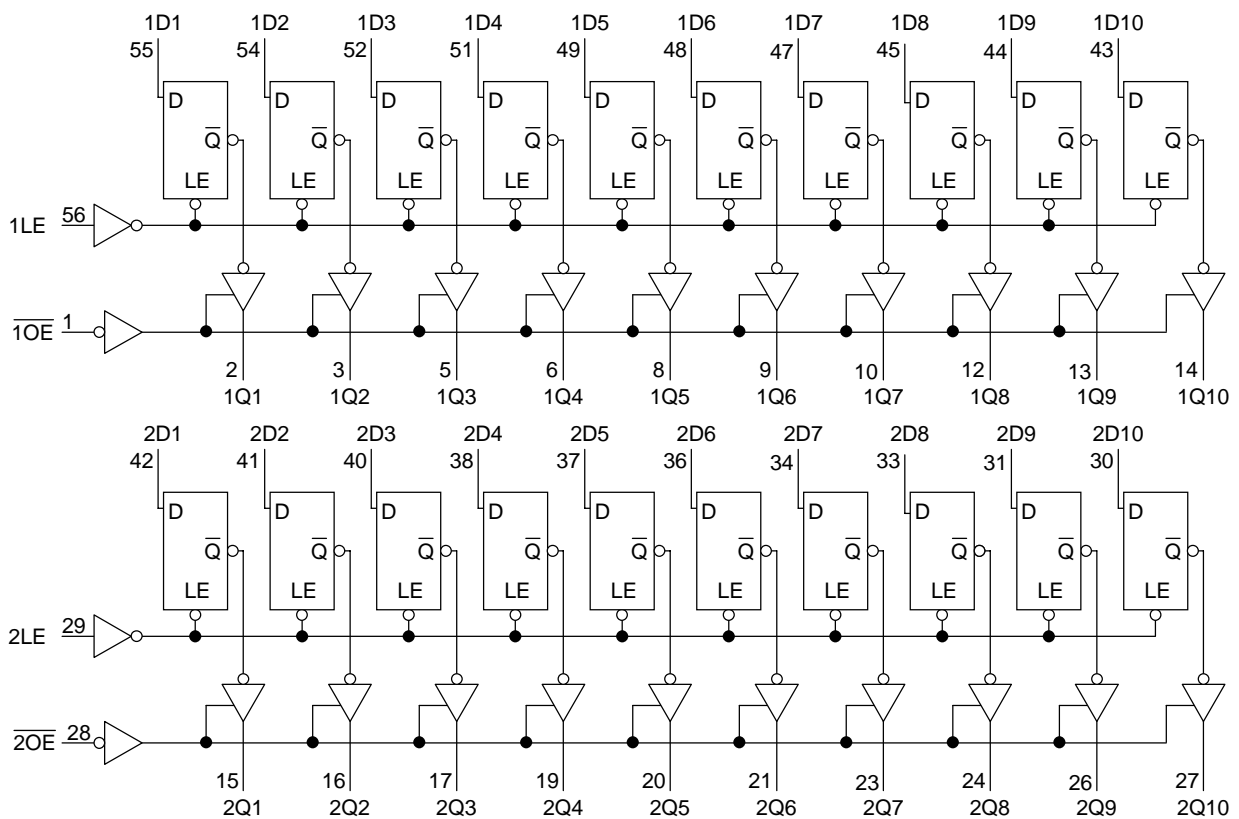 1D1 1D2 1D3 1D4 1D5 1D6 1D7 1D8 1D9 1D10
55 54 52 51 49 48 47 45 44 43
D D D D D D D D D D
Q̅ Q̅ Q̅ Q̅ Q̅ Q̅ Q̅ Q̅ Q̅ Q̅
LE LE LE LE LE LE LE LE LE LE
1LE 56
1O̅E̅ 1
2 3 5 6 8 9 10 12 13 14
1Q1 1Q2 1Q3 1Q4 1Q5 1Q6 1Q7 1Q8 1Q9 1Q10
2D1 2D2 2D3 2D4 2D5 2D6 2D7 2D8 2D9 2D10
42 41 40 38 37 36 34 33 31 30
D D D D D D D D D D
Q̅ Q̅ Q̅ Q̅ Q̅ Q̅ Q̅ Q̅ Q̅ Q̅
LE LE LE LE LE LE LE LE LE LE
2LE 29
2O̅E̅ 28
15 16 17 19 20 21 23 24 26 27
2Q1 2Q2 2Q3 2Q4 2Q5 2Q6 2Q7 2Q8 2Q9 2Q10